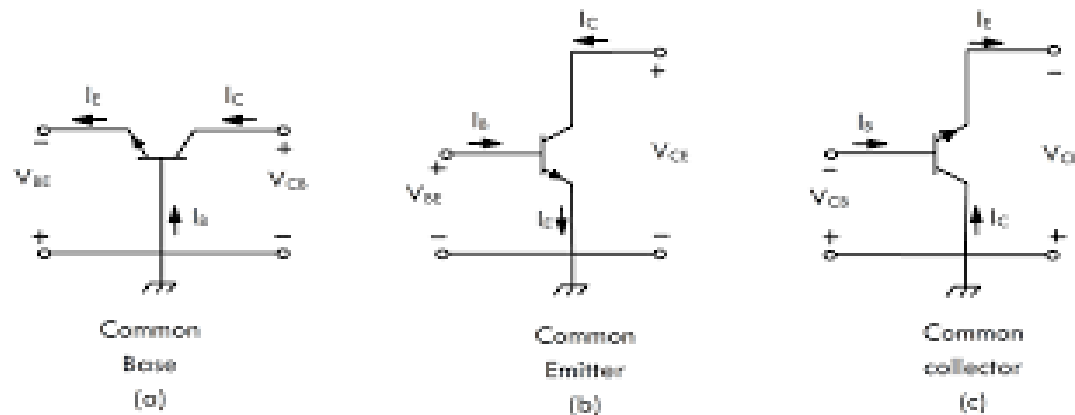 I_E
I_C
V_BE
V_CB
I_B
Common
Base
(a)
I_C
I_B
V_CE
V_BE
Common
Emitter
(b)
I_E
I_B
V_CB
I_C
Common
collector
(c)